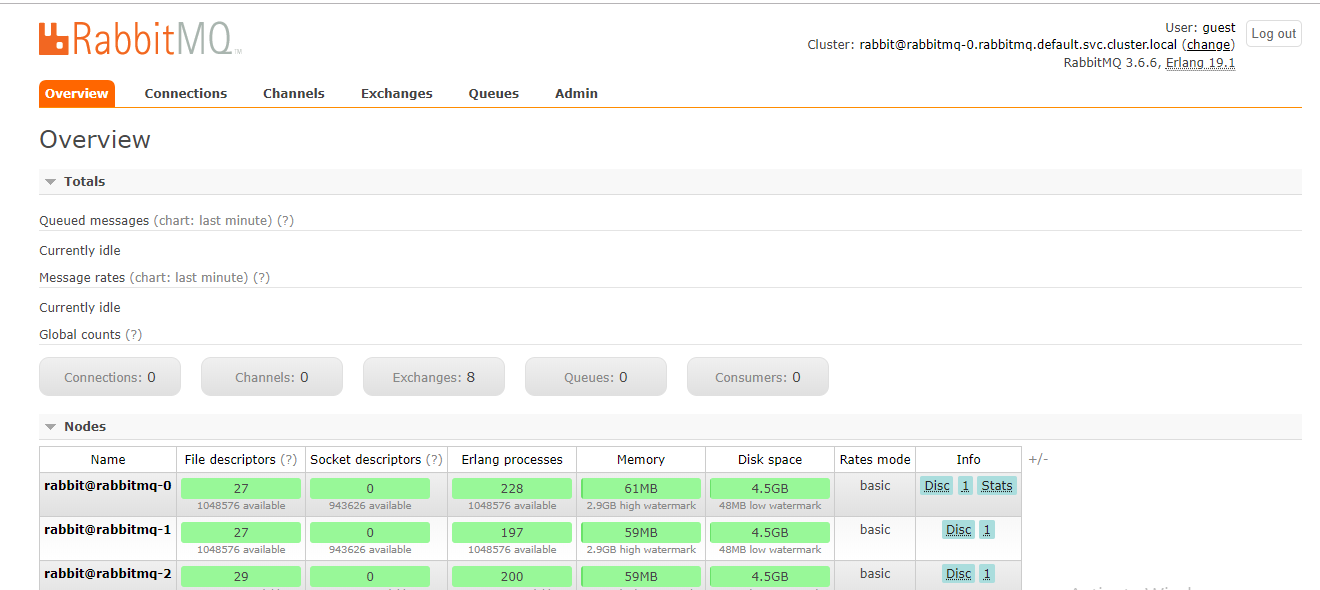 RabbitMQ™
User: guest
Log out
Cluster: rabbit@rabbitmq-0.rabbitmq.default.svc.cluster.local (change)
RabbitMQ 3.6.6, Erlang 19.1
Overview Connections Channels Exchanges Queues Admin
Overview
Totals
Queued messages (chart: last minute) (?)
Currently idle
Message rates (chart: last minute) (?)
Currently idle
Global counts (?)
Connections: 0 Channels: 0 Exchanges: 8 Queues: 0 Consumers: 0
Nodes
Name File descriptors (?) Socket descriptors (?) Erlang processes Memory Disk space Rates mode Info +/-
rabbit@rabbitmq-0 27 0 228 61MB 4.5GB basic Disc 1 Stats
1048576 available 943626 available 1048576 available 2.9GB high watermark 48MB low watermark
rabbit@rabbitmq-1 27 0 197 59MB 4.5GB basic Disc 1
1048576 available 943626 available 1048576 available 2.9GB high watermark 48MB low watermark
rabbit@rabbitmq-2 29 0 200 59MB 4.5GB basic Disc 1